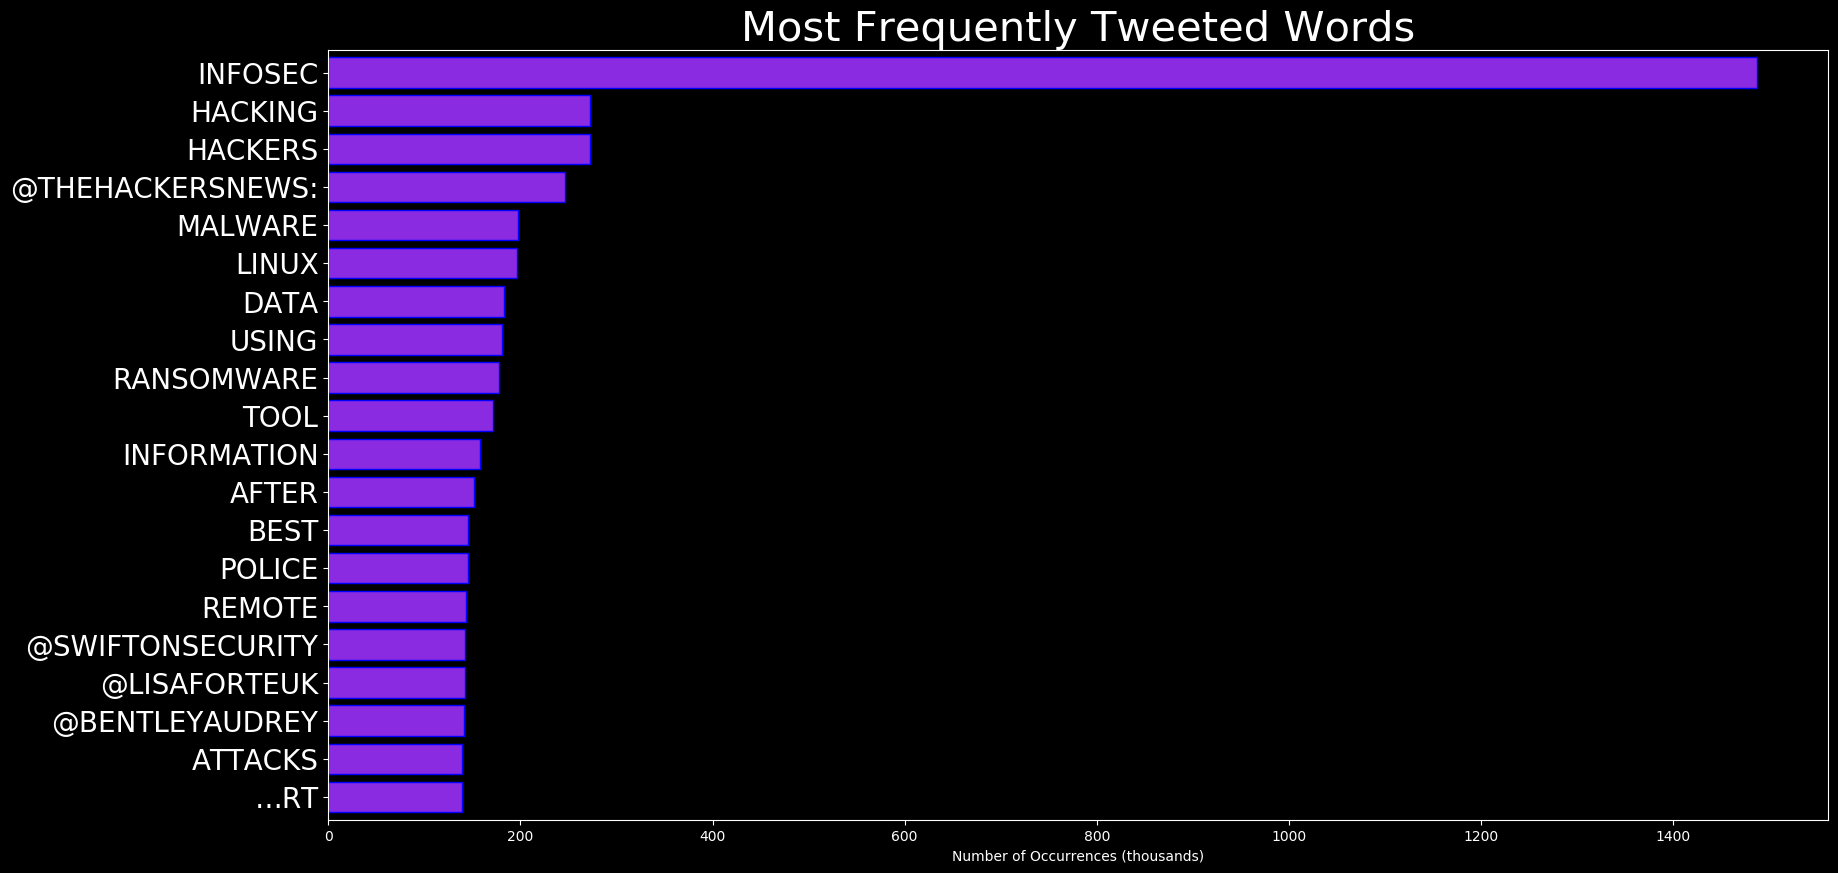 Most Frequently Tweeted Words
INFOSEC
HACKING
HACKERS
@THEHACKERSNEWS:
MALWARE
LINUX
DATA
USING
RANSOMWARE
TOOL
INFORMATION
AFTER
BEST
POLICE
REMOTE
@SWIFTONSECURITY
@LISAFORTEUK
@BENTLEYAUDREY
ATTACKS
…RT
0 200 400 600 800 1000 1200 1400
Number of Occurrences (thousands)